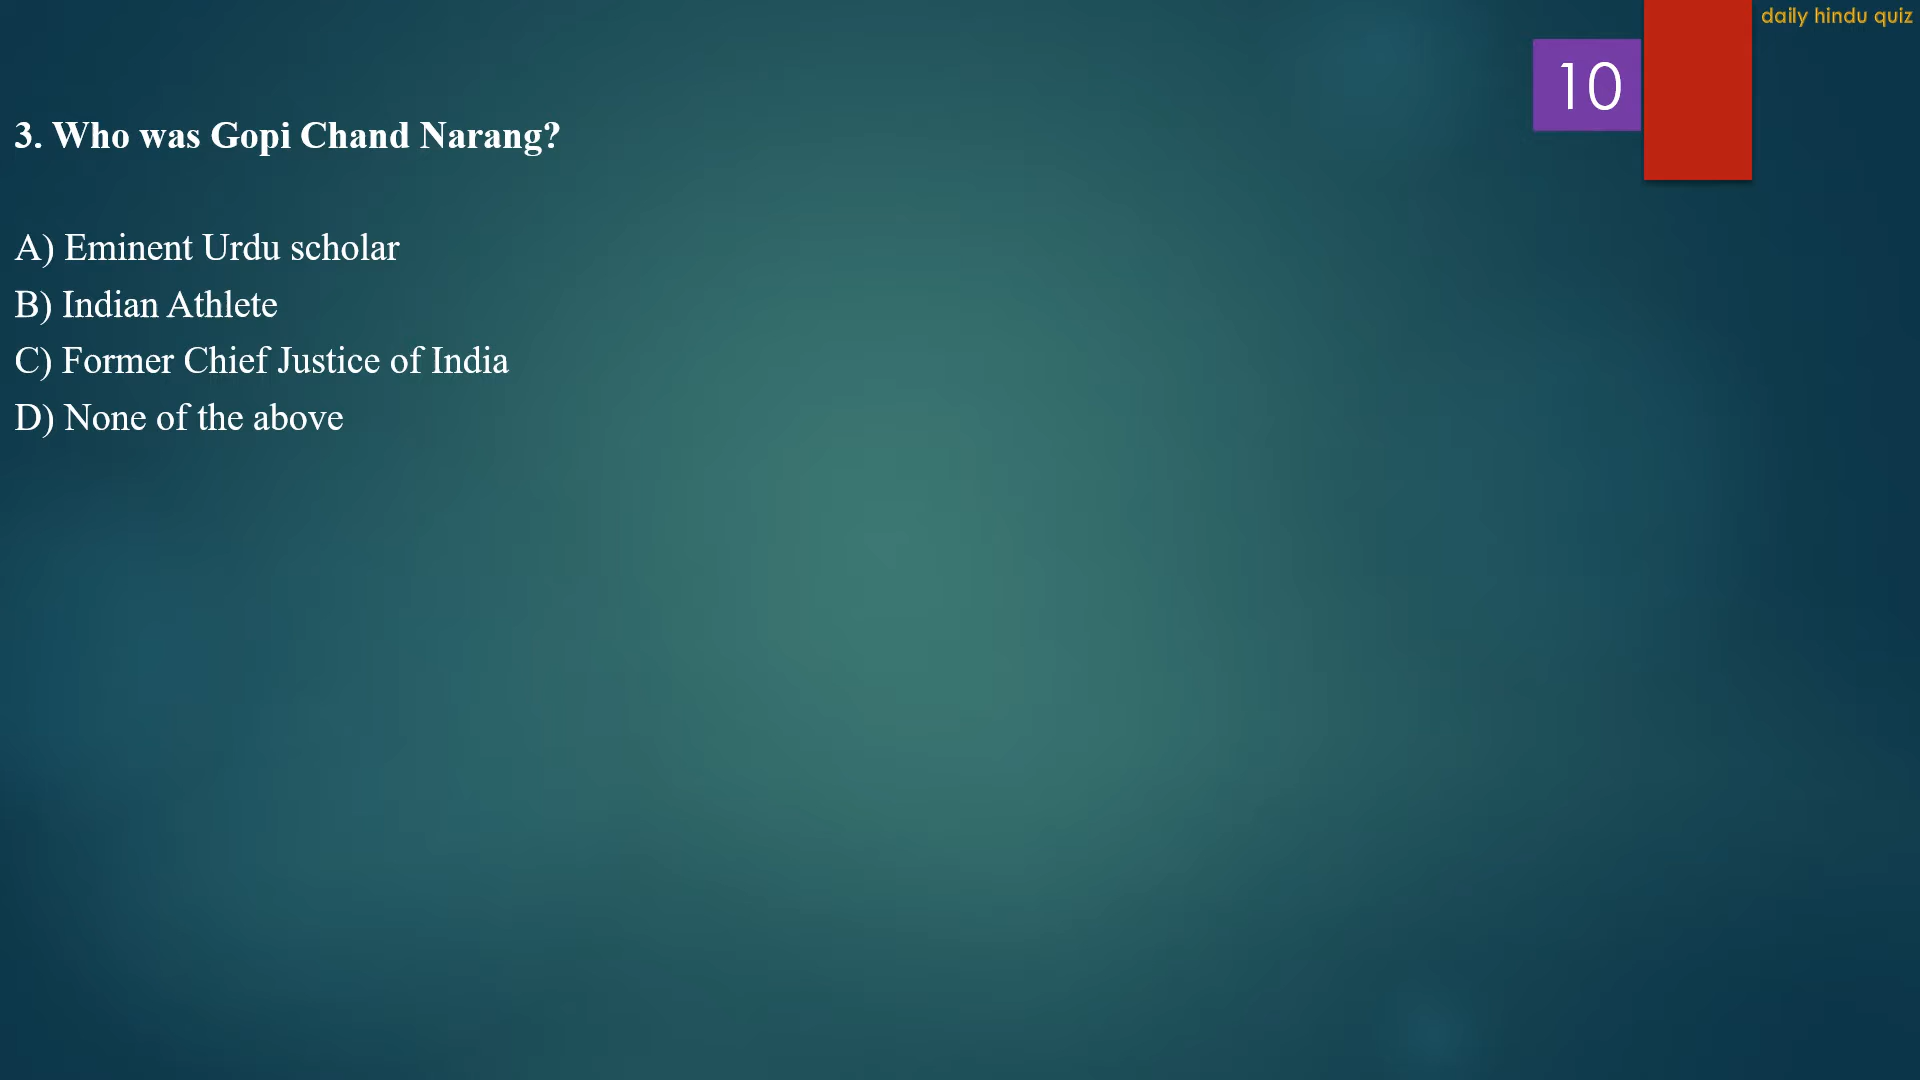 daily hindu quiz
10
3. Who was Gopi Chand Narang?
A) Eminent Urdu scholar
B) Indian Athlete
C) Former Chief Justice of India
D) None of the above